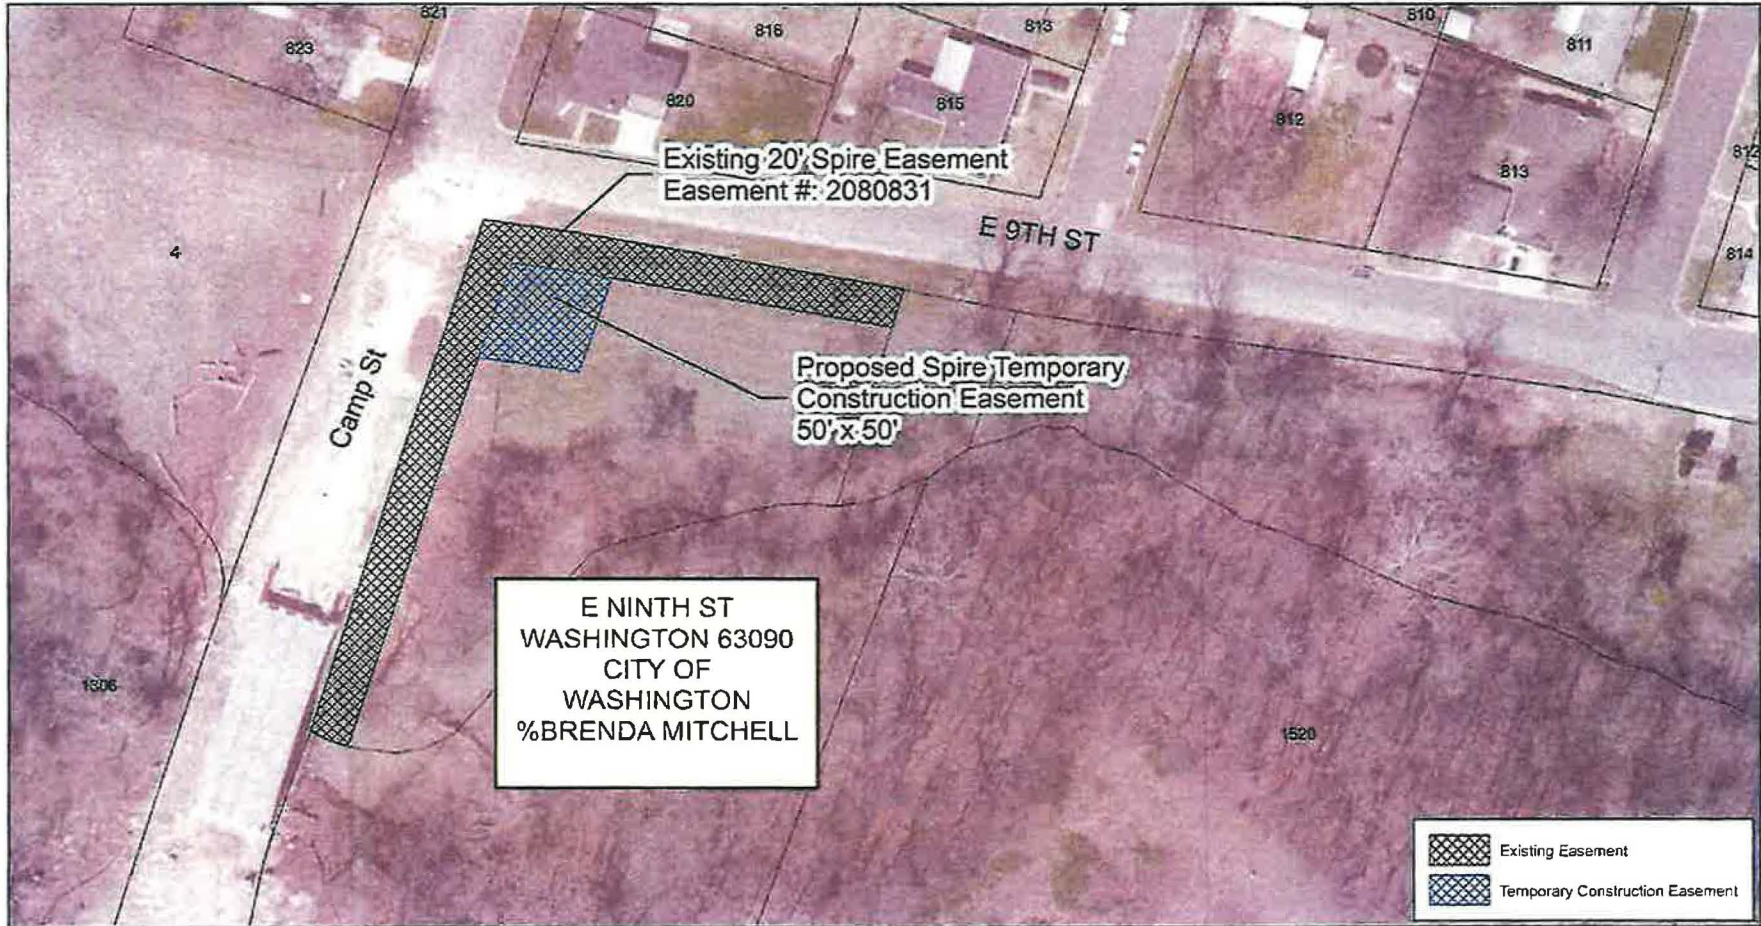 821
823
816
813
810
811
820
815
812
813
814
Existing 20' Spire Easement
Easement #: 2080831
E 9TH ST
4
Camp St
Proposed Spire Temporary
Construction Easement
50' x 50'
E NINTH ST
WASHINGTON 63090
CITY OF
WASHINGTON
%BRENDA MITCHELL
1306
1520
Existing Easement
Temporary Construction Easement